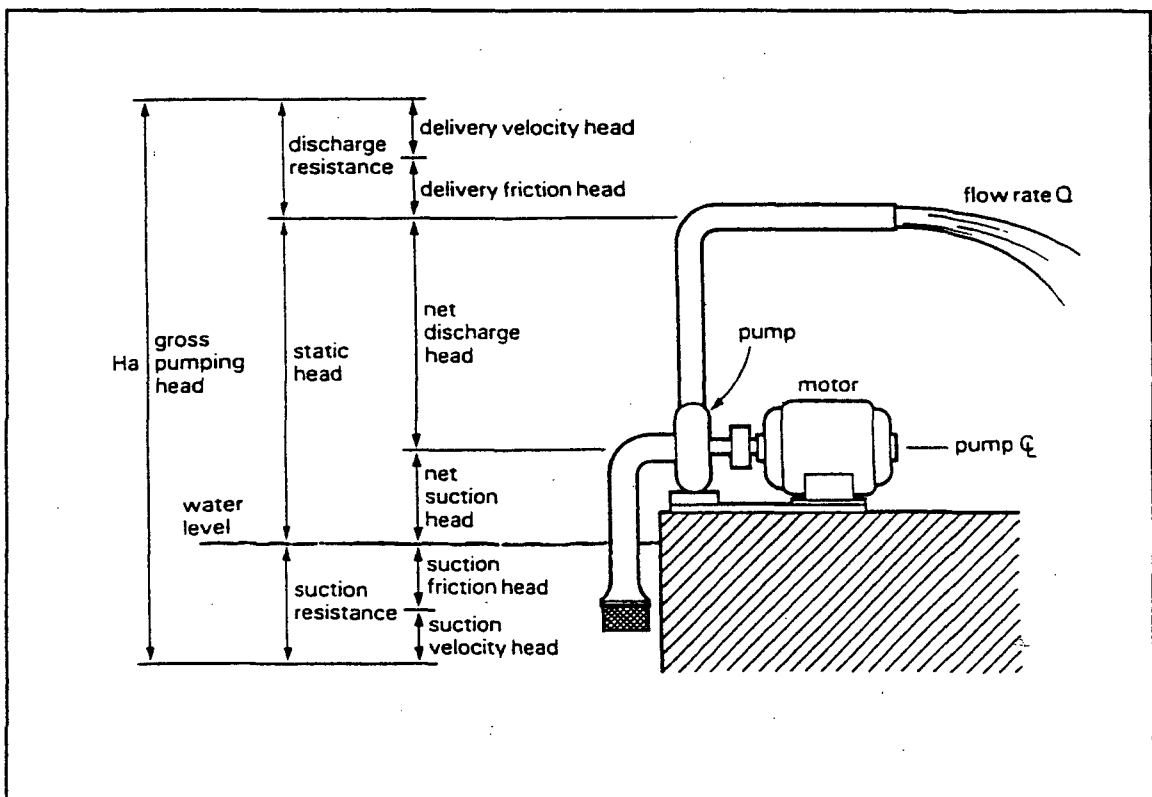 delivery velocity head
discharge
resistance
delivery friction head
flow rate Q
net
discharge
head
pump
Ha
gross
pumping
head
static
head
motor
pump ℄
net
suction
head
water
level
suction
friction head
suction
resistance
suction
velocity head